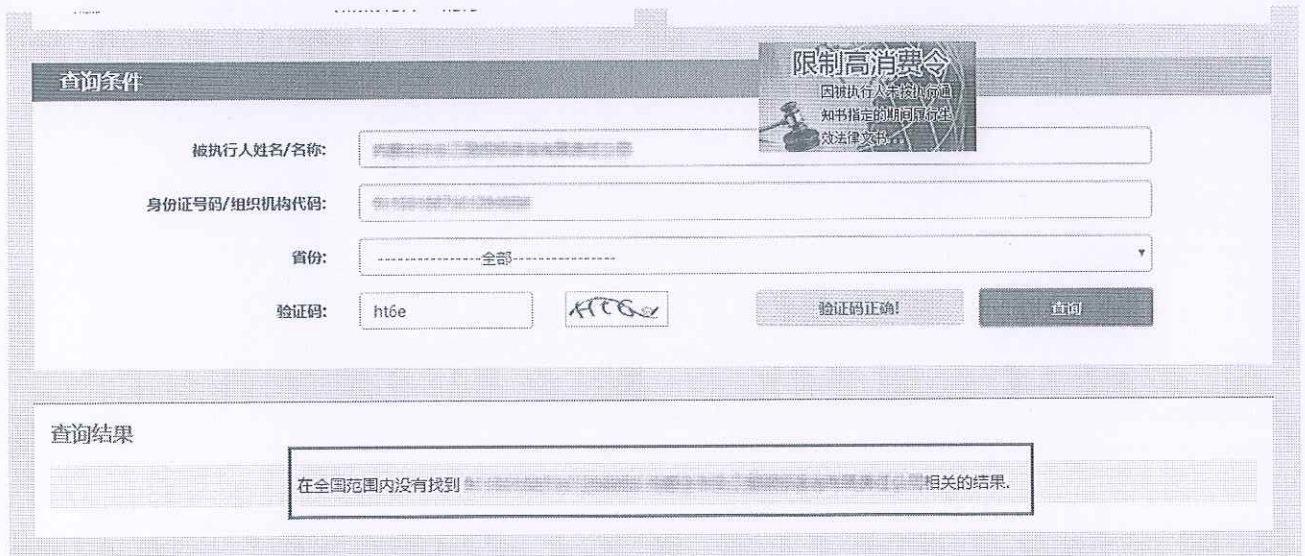 限制高消费令
因被执行人未按执行通
知书指定的期间履行生
效法律文书...
查询条件
被执行人姓名/名称:
身份证号码/组织机构代码:
省份: -----------------全部-----------------
验证码: ht6e 验证码正确! 查询
查询结果
在全国范围内没有找到 相关的结果.